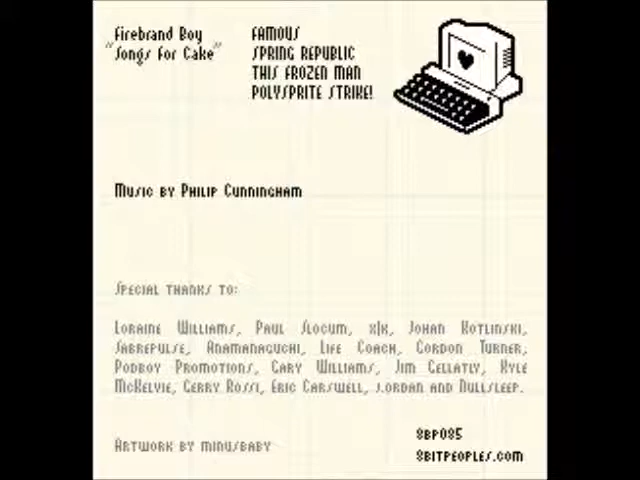 Firebrand Boy
"Songs for Cake"
FAMOUS
SPRING REPUBLIC
THIS FROZEN MAN
POLYSPRITE STRIKE!
Music by Philip Cunningham
Special thanks to:
Loraine Williams, Paul Slocum, x|k, Johan Kotlinski,
Sabrepulse, Anamanaguchi, Life Coach, Gordon Turner,
Podboy Promotions, Gary Williams, Jim Cellatly, Kyle
McKelvie, Gerry Rossi, Eric Carswell, J.ordan and Nullsleep.
Artwork by minusbaby
8BP085
8bitpeoples.com